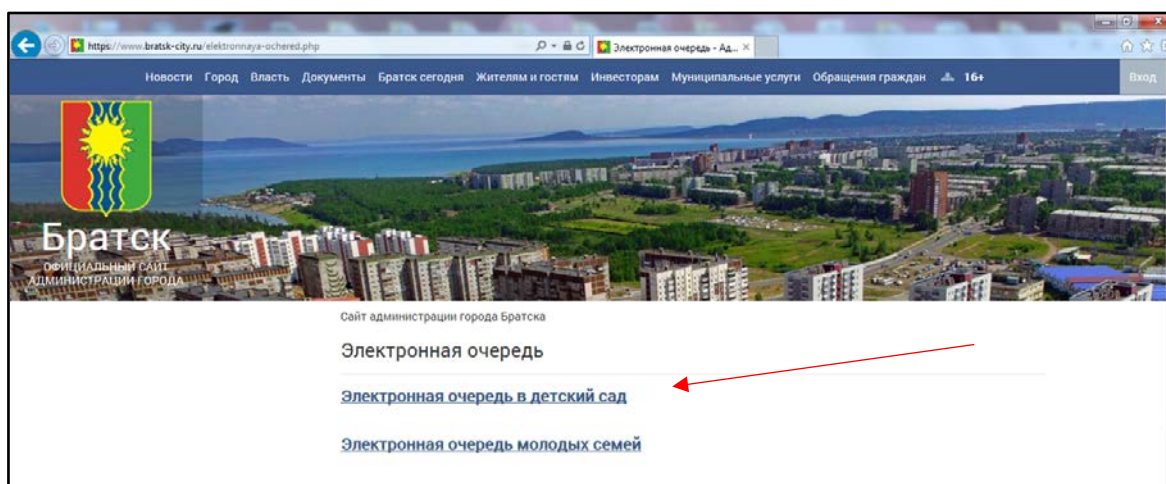 https://www.bratsk-city.ru/elektronnaya-ochered.php
Электронная очередь - Ад...
Новости Город Власть Документы Братск сегодня Жителям и гостям Инвесторам Муниципальные услуги Обращения граждан 16+ Вход
Братск
ОФИЦИАЛЬНЫЙ САЙТ
АДМИНИСТРАЦИИ ГОРОДА
Сайт администрации города Братска
Электронная очередь
Электронная очередь в детский сад
Электронная очередь молодых семей